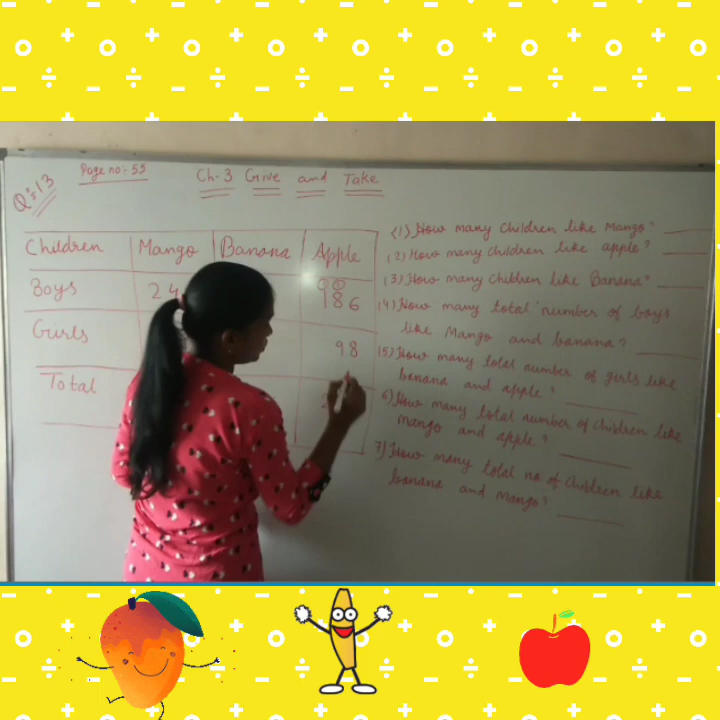 Q:13
Page no:- 55
Ch-3 Give and Take
Children Mango Banana Apple
Boys 24 186
Gurls 98
Total 2
(1) How many children like Mango?
(2) How many children like apple?
(3) How many children like Banana?
(4) How many total number of boys
like Mango and banana?
(5) How many total number of girls like
banana and apple?
6) How many total number of children like
mango and apple?
7) How many total no of children like
banana and mango?